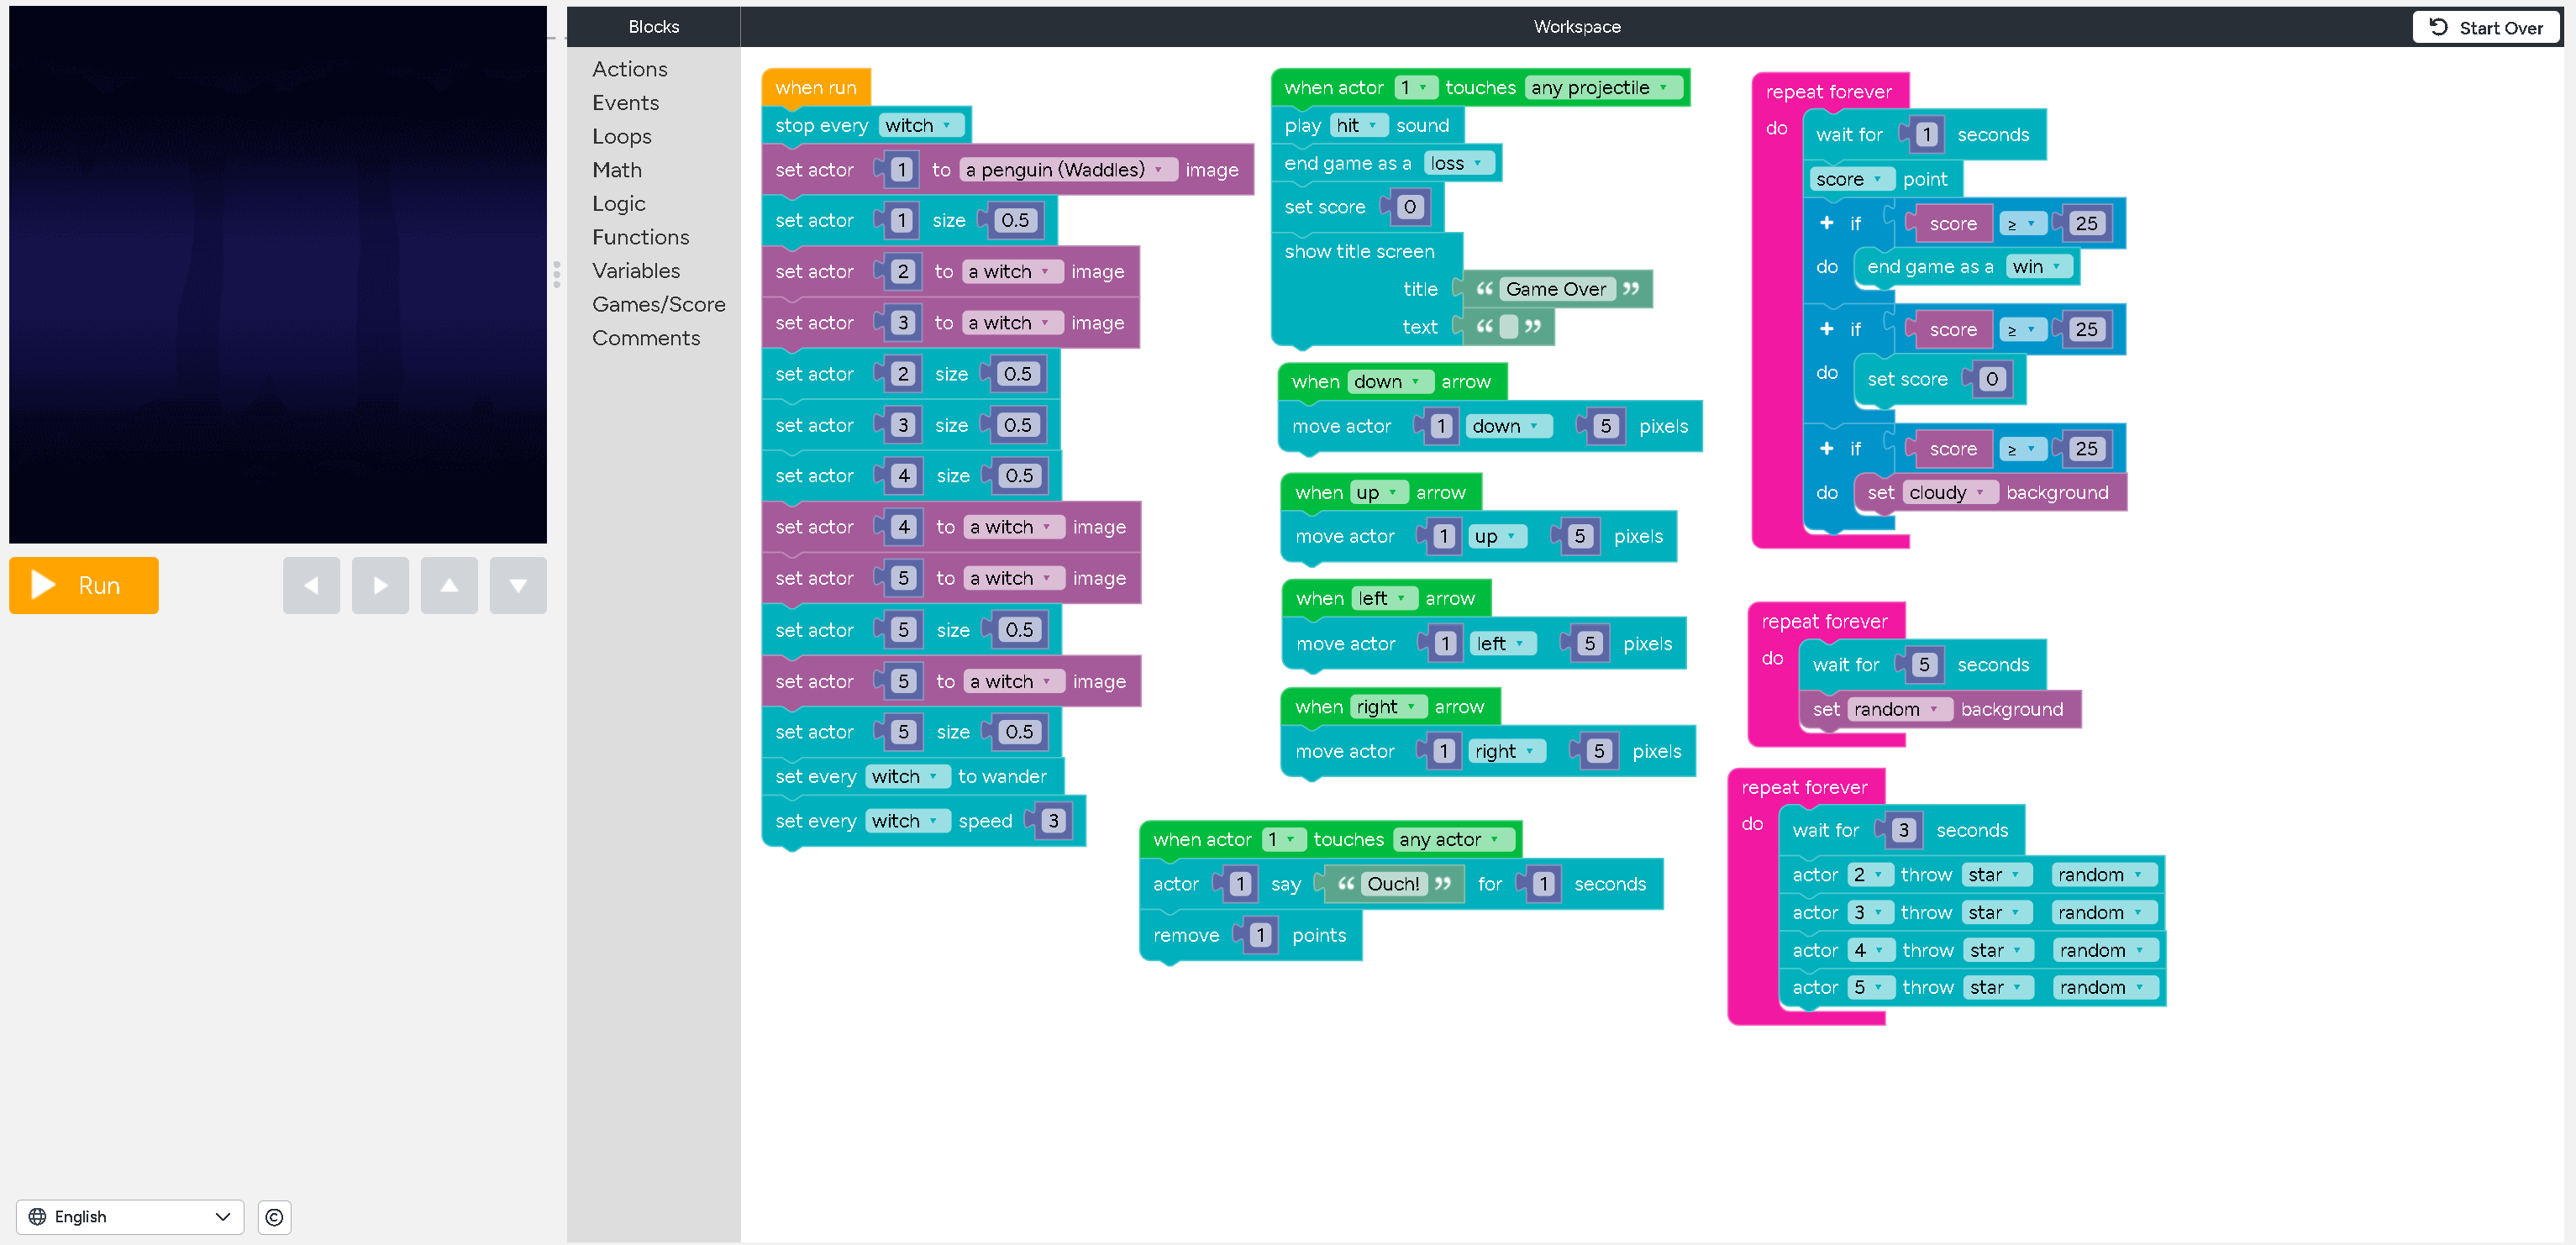 Blocks
Workspace
Start Over
Actions
Events
Loops
Math
Logic
Functions
Variables
Games/Score
Comments
Run
English
when run
stop every witch
set actor 1 to a penguin (Waddles) image
set actor 1 size 0.5
set actor 2 to a witch image
set actor 3 to a witch image
set actor 2 size 0.5
set actor 3 size 0.5
set actor 4 size 0.5
set actor 4 to a witch image
set actor 5 to a witch image
set actor 5 size 0.5
set actor 5 to a witch image
set actor 5 size 0.5
set every witch to wander
set every witch speed 3
when actor 1 touches any projectile
play hit sound
end game as a loss
set score 0
show title screen
title “ Game Over ”
text “ ”
when down arrow
move actor 1 down 5 pixels
when up arrow
move actor 1 up 5 pixels
when left arrow
move actor 1 left 5 pixels
when right arrow
move actor 1 right 5 pixels
when actor 1 touches any actor
actor 1 say “ Ouch! ” for 1 seconds
remove 1 points
repeat forever
do wait for 1 seconds
score point
+ if score ≥ 25
do end game as a win
+ if score ≥ 25
do set score 0
+ if score ≥ 25
do set cloudy background
repeat forever
do wait for 5 seconds
set random background
repeat forever
do wait for 3 seconds
actor 2 throw star random
actor 3 throw star random
actor 4 throw star random
actor 5 throw star random